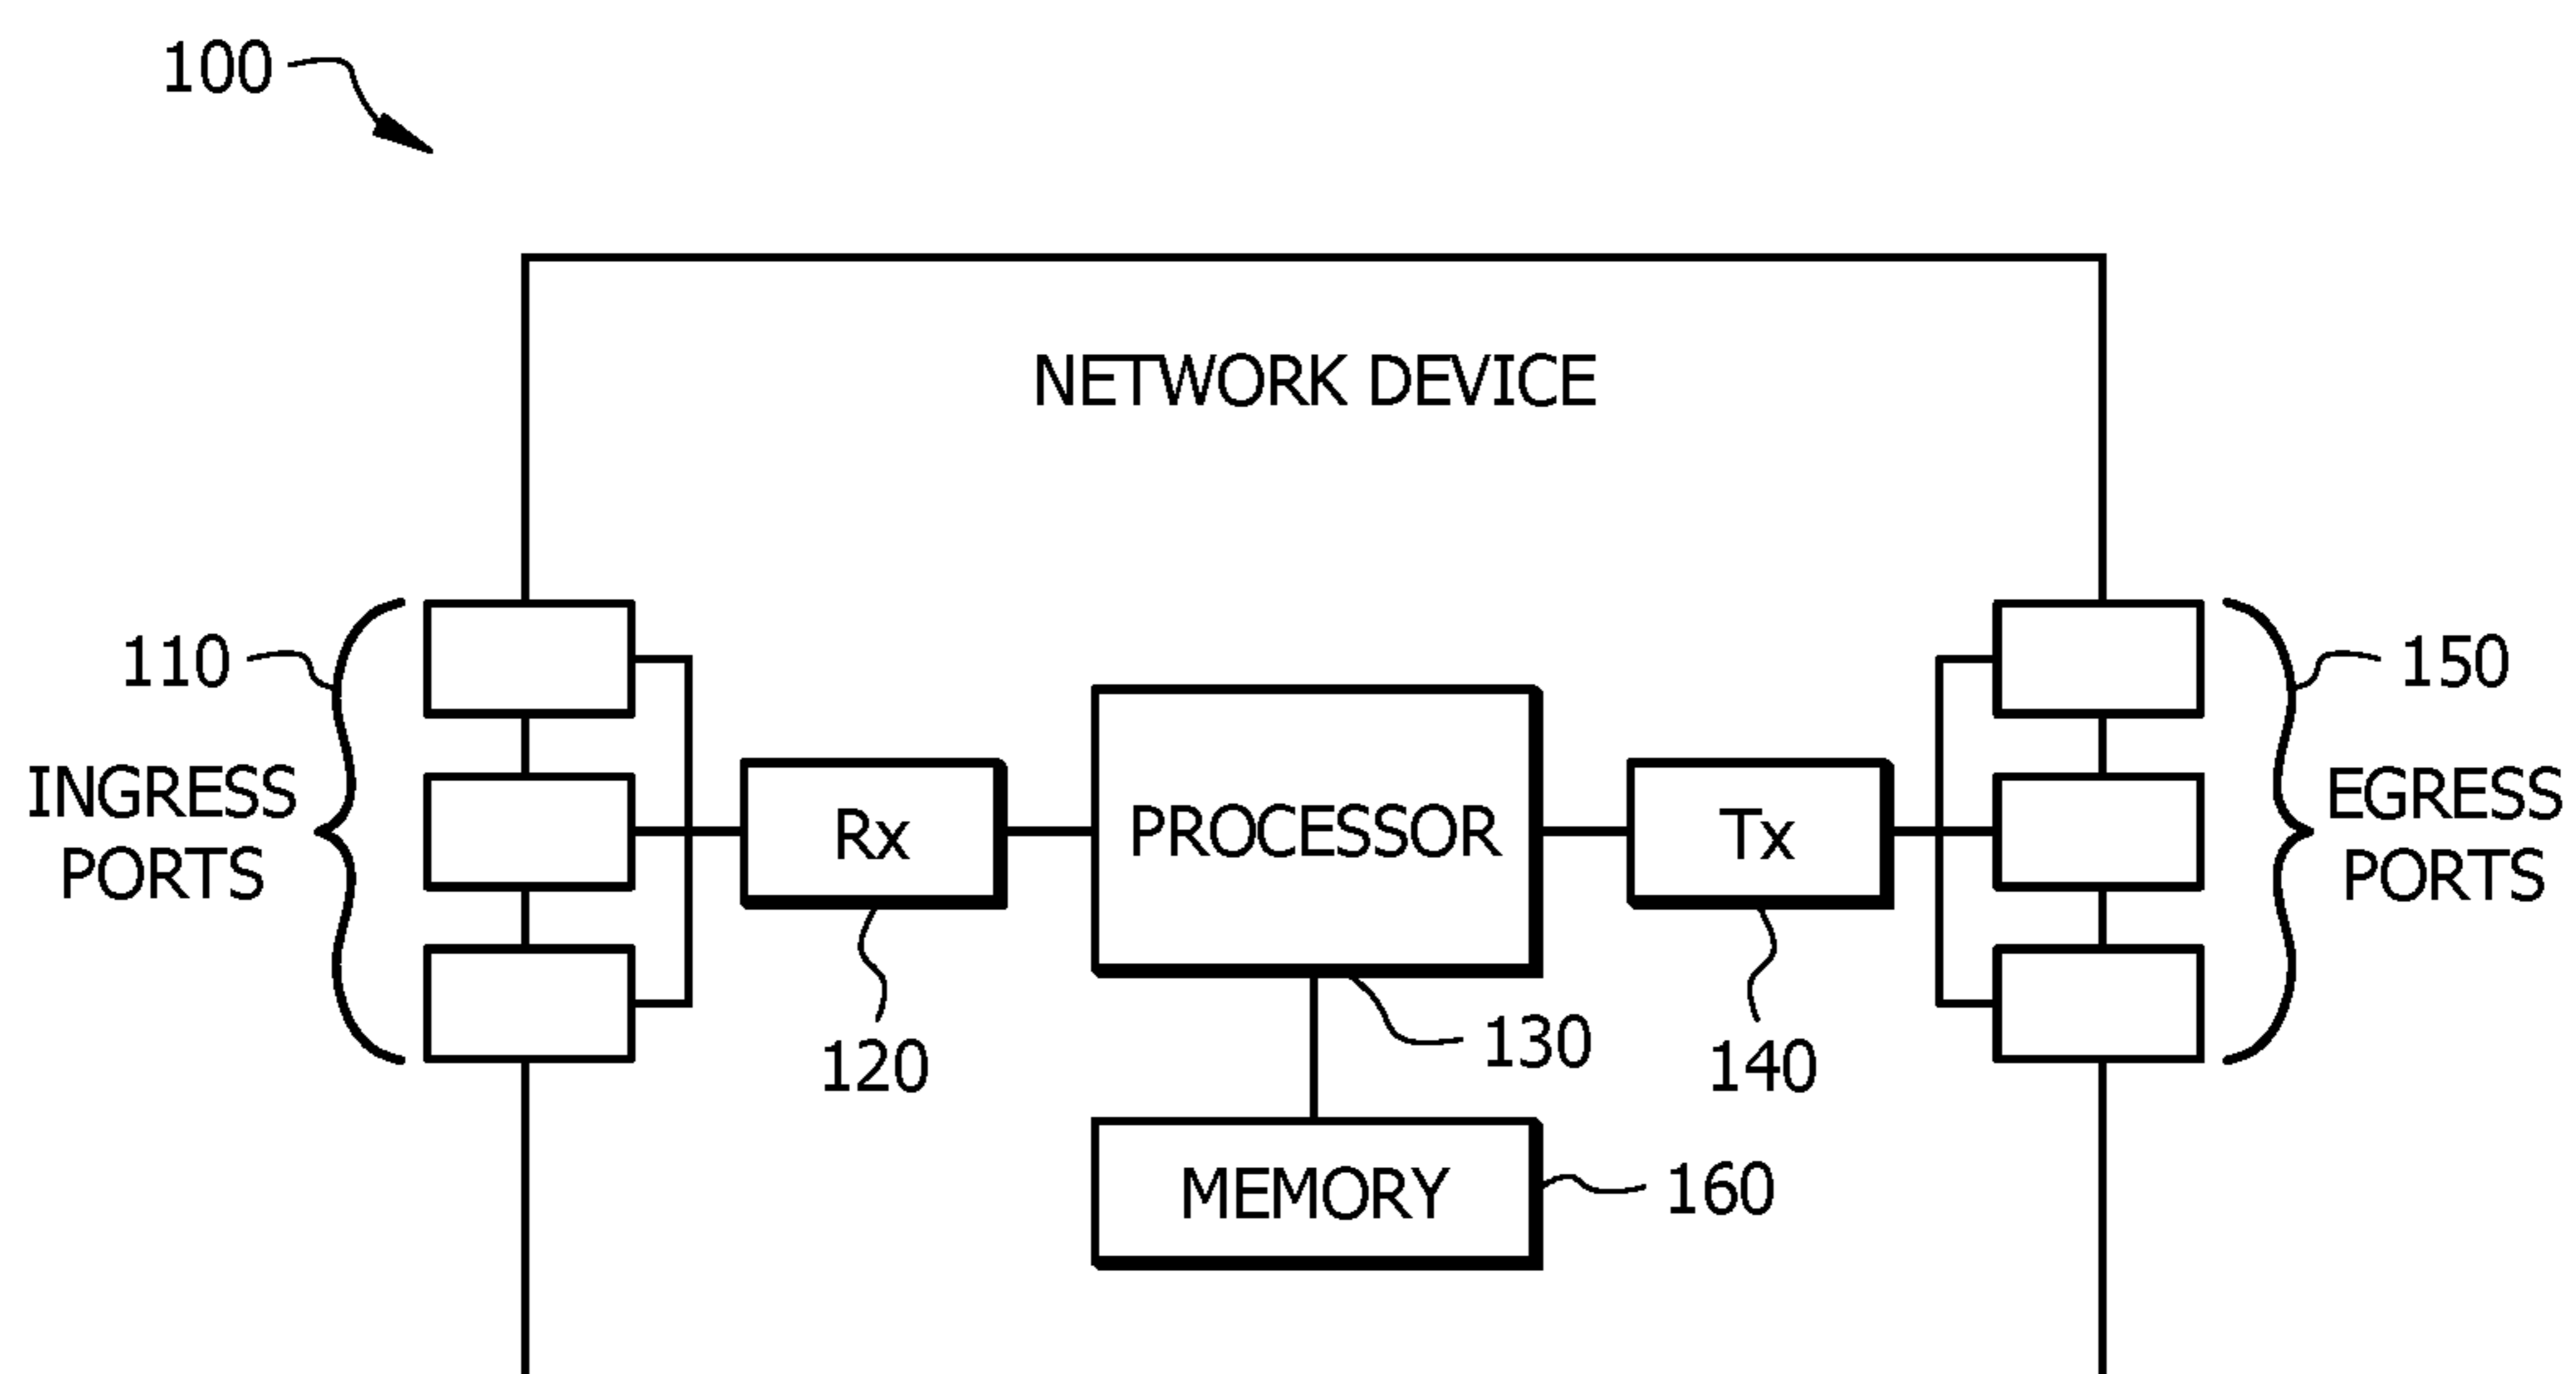 100
NETWORK DEVICE
110
150
INGRESS
PORTS
Rx
PROCESSOR
Tx
EGRESS
PORTS
120
130
140
MEMORY
160